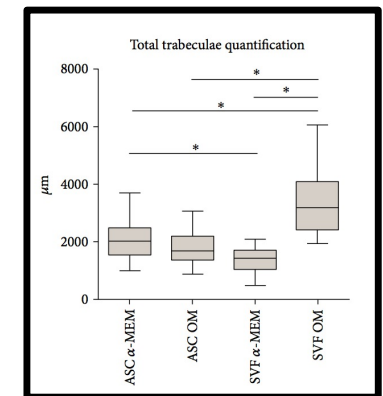 Total trabeculae quantification
8000
6000
4000
2000
0
μm
*
*
*
*
ASC α-MEM
ASC OM
SVF α-MEM
SVF OM